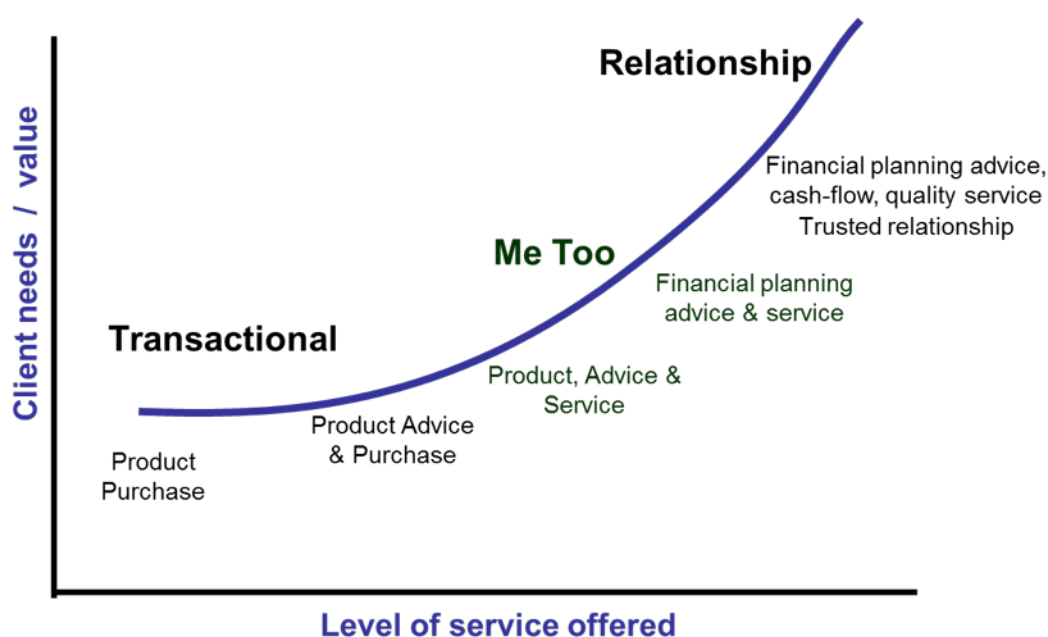 Relationship
Financial planning advice,
cash-flow, quality service
Trusted relationship
Me Too
Financial planning
advice & service
Transactional
Product, Advice &
Service
Product Advice
& Purchase
Product
Purchase
Client needs / value
Level of service offered